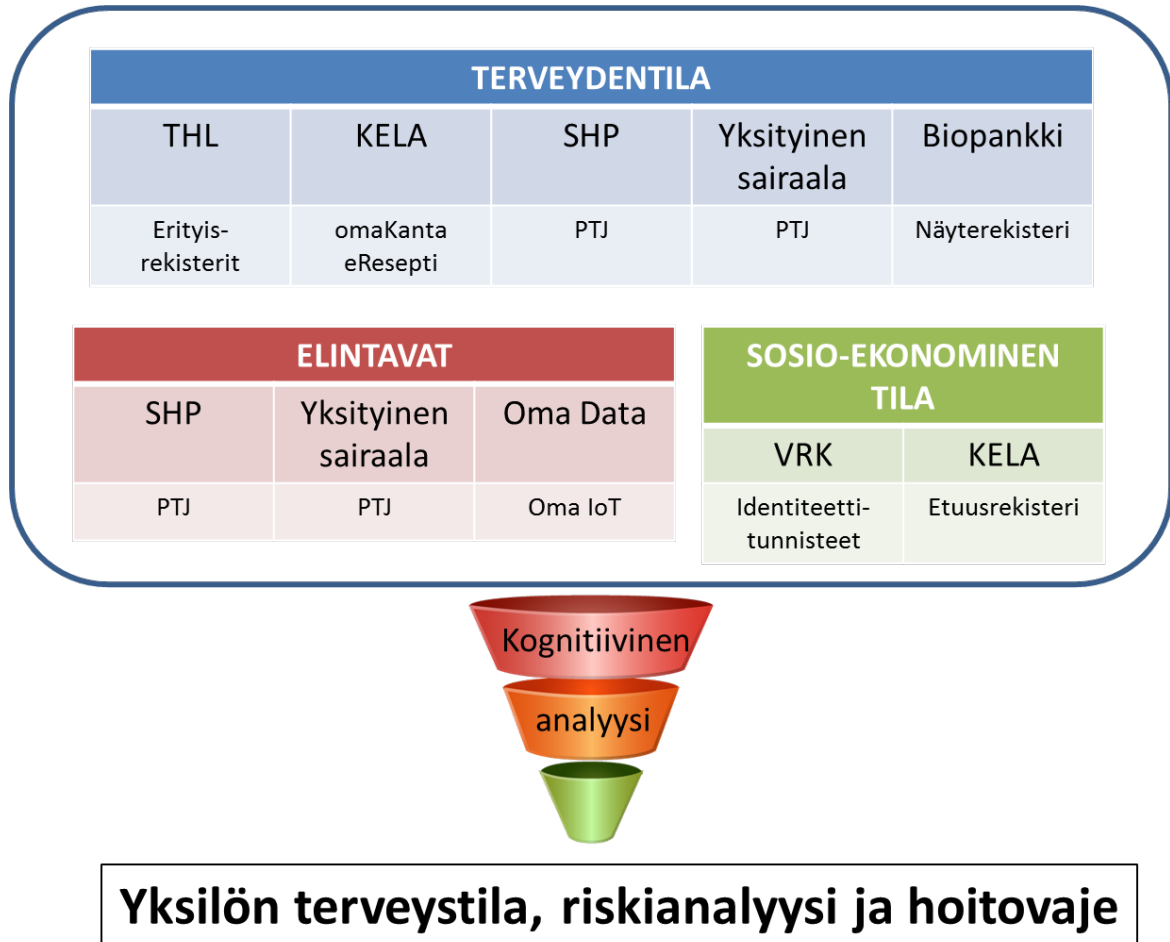 TERVEYDENTILA
THL KELA SHP Yksityinen sairaala Biopankki
Erityis-rekisterit omaKanta eResepti PTJ PTJ Näyterekisteri
ELINTAVAT
SHP Yksityinen sairaala Oma Data
PTJ PTJ Oma IoT
SOSIO-EKONOMINEN
TILA
VRK KELA
Identiteetti-tunnisteet Etuusrekisteri
Kognitiivinen
analyysi
Yksilön terveystila, riskianalyysi ja hoitovaje